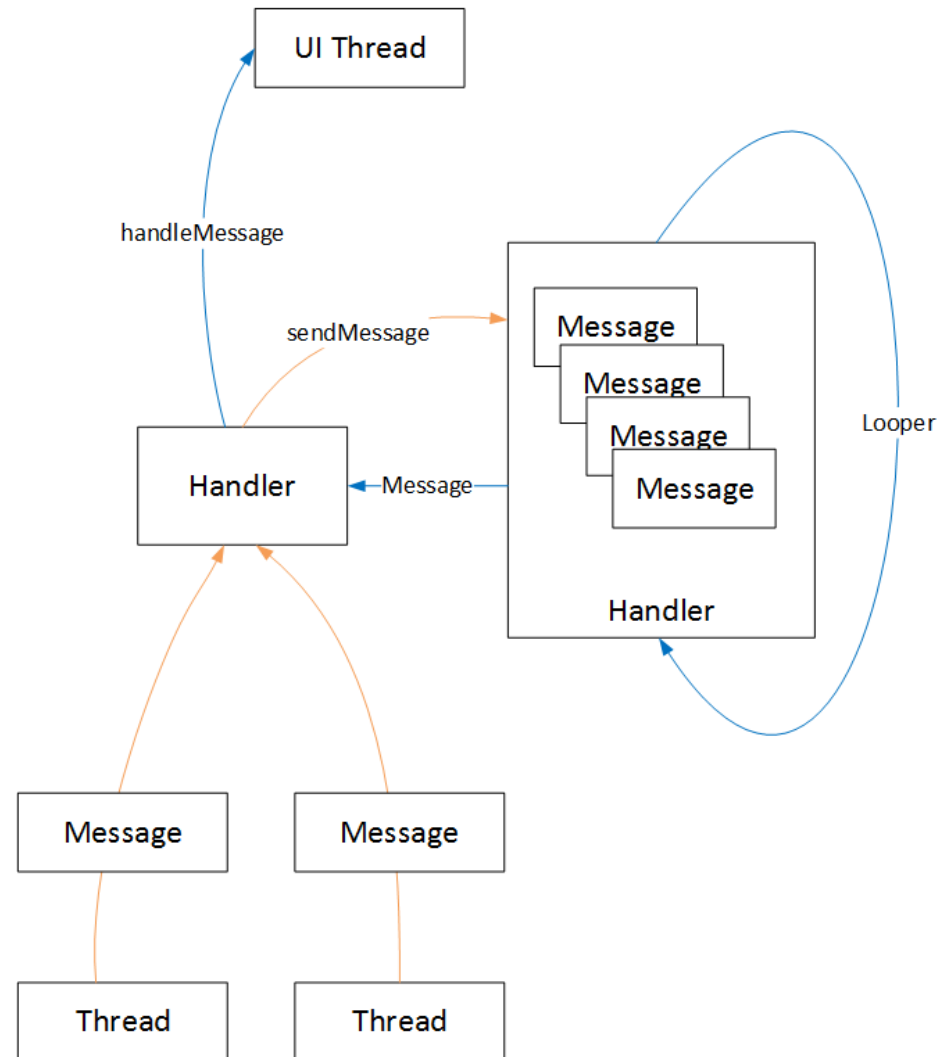 UI Thread
handleMessage
sendMessage
Message
Message
Message
Message
Looper
Handler
Message
Handler
Message
Message
Thread
Thread